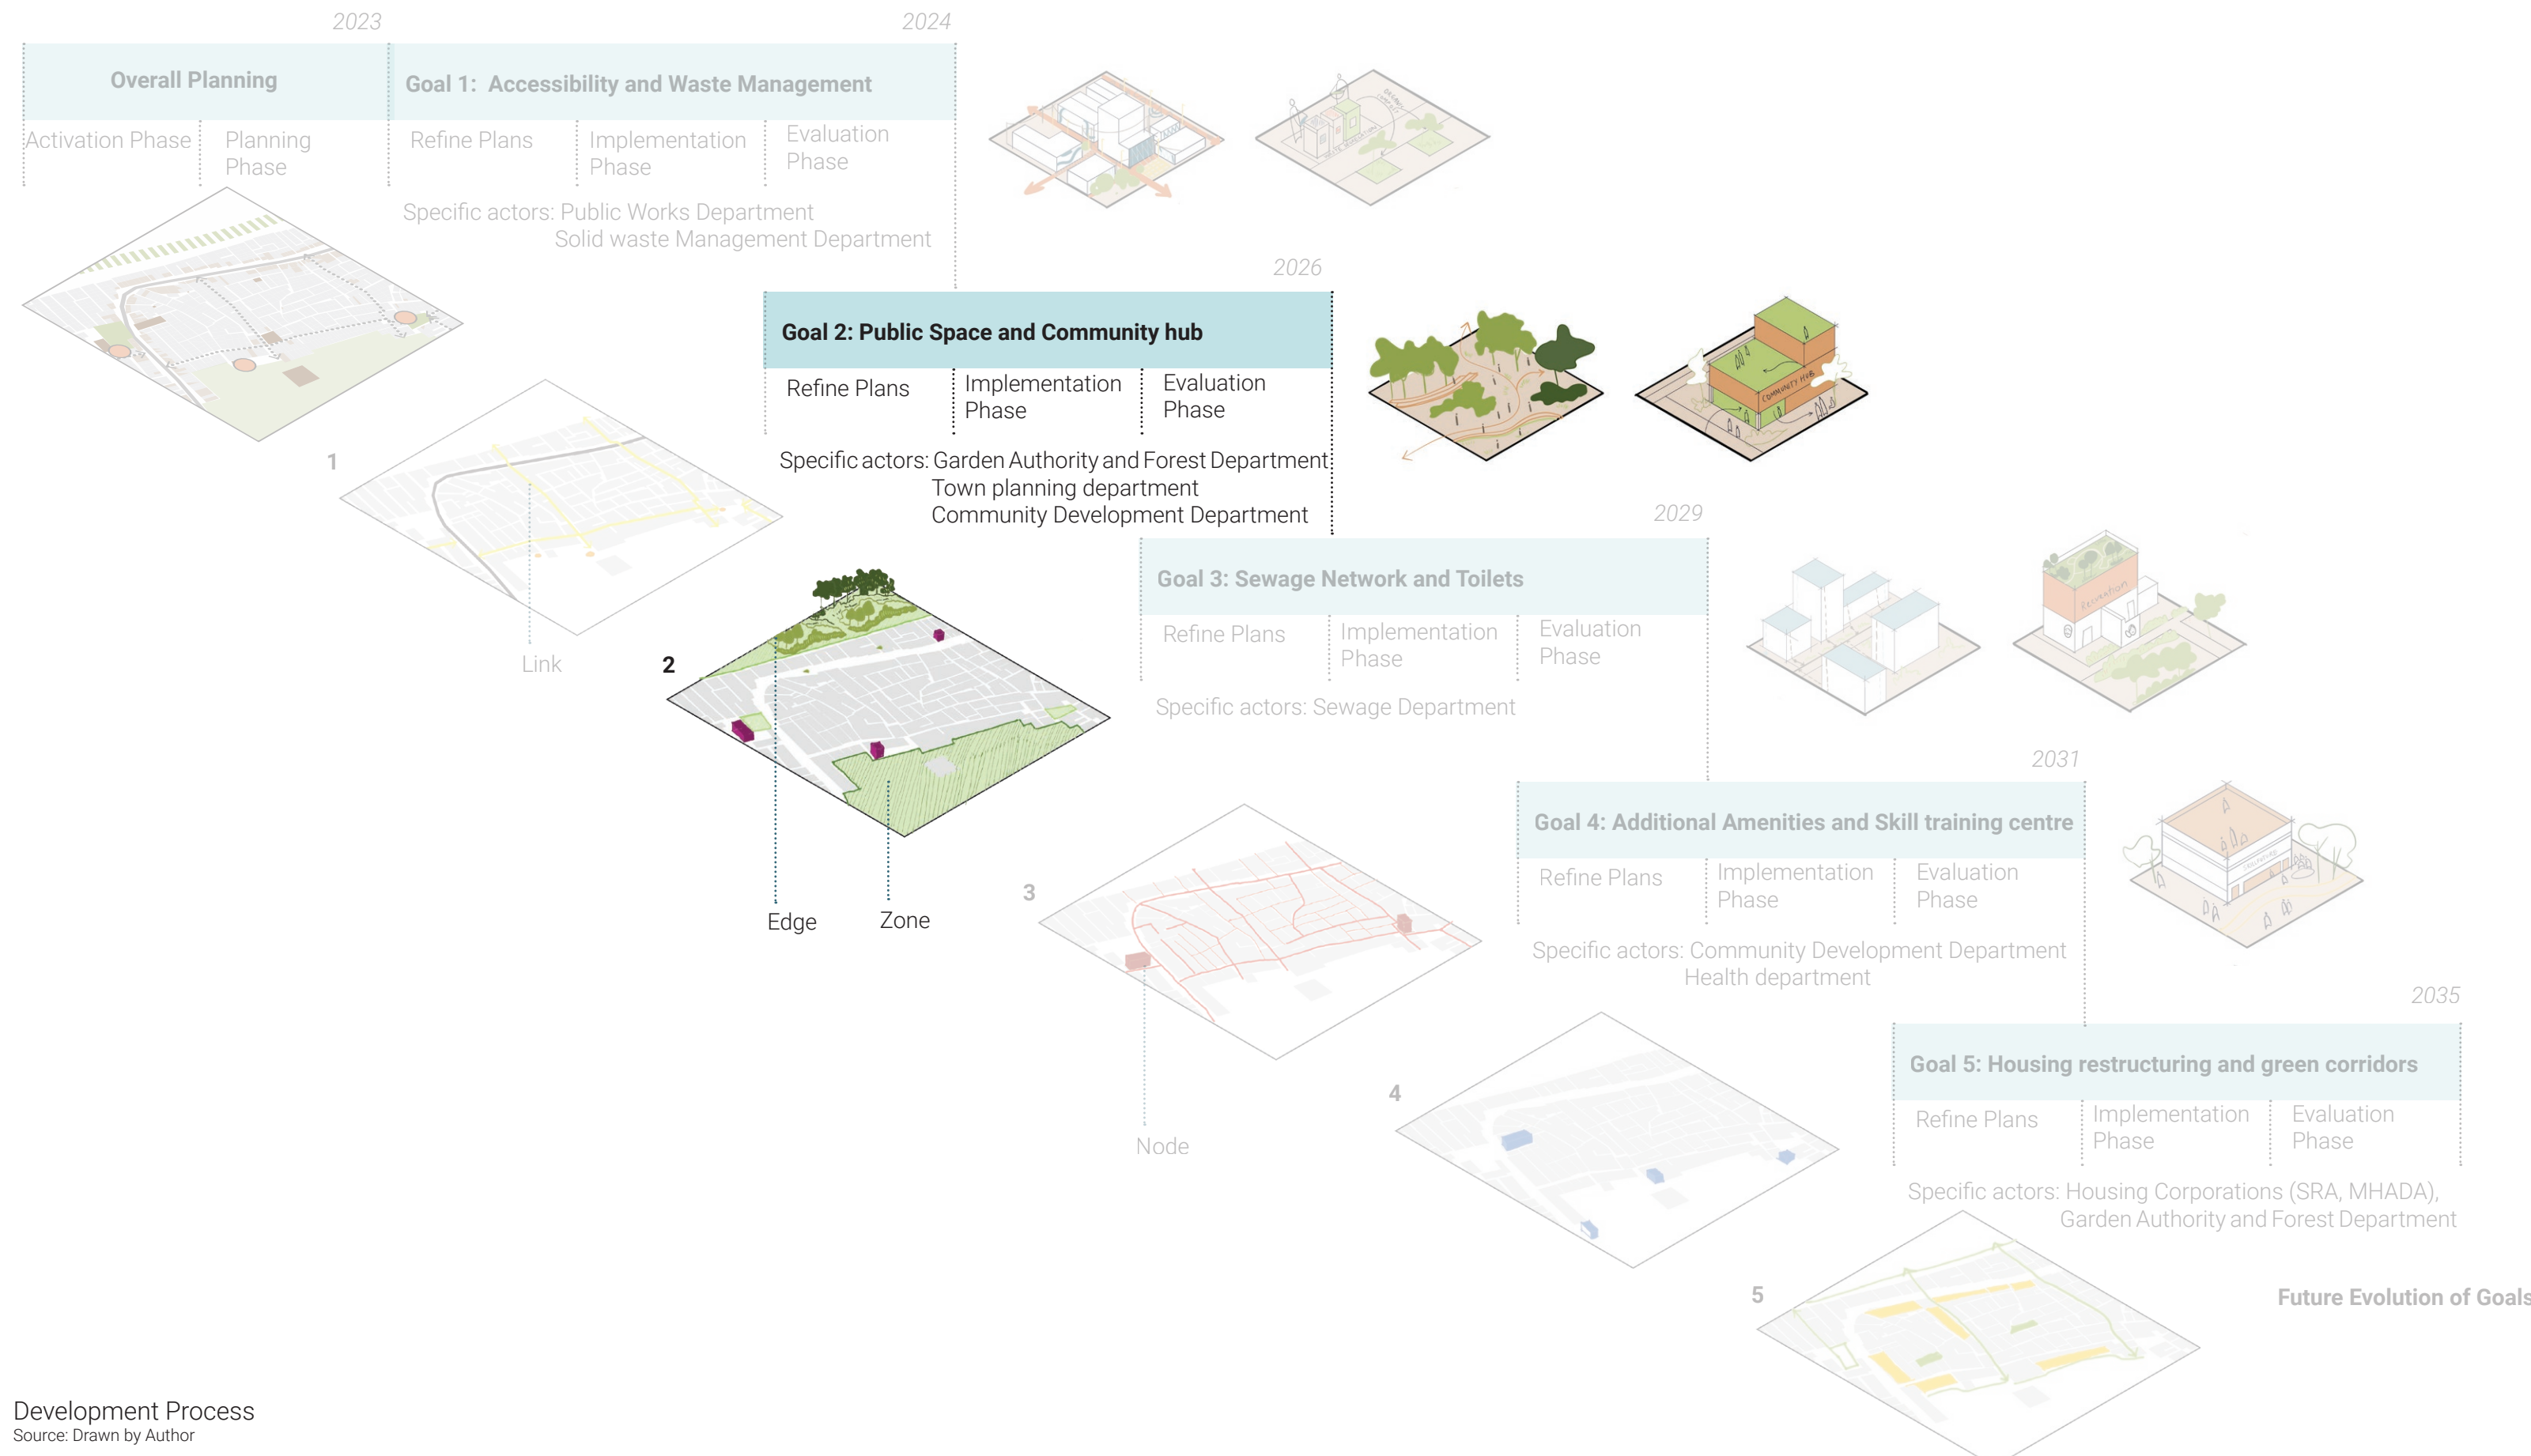 2023
2024
Overall Planning
Goal 1:  Accessibility and Waste Management
Activation Phase
Planning
Phase
Refine Plans
Implementation
Phase
Evaluation
Phase
Specific actors: Public Works Department
Solid waste Management Department
2026
Goal 2: Public Space and Community hub
Refine Plans
Implementation
Phase
Evaluation
Phase
COMMUNITY HUB
Specific actors: Garden Authority and Forest Department
Town planning department
Community Development Department
1
Link
2029
Goal 3: Sewage Network and Toilets
Refine Plans
Implementation
Phase
Evaluation
Phase
Specific actors: Sewage Department
2
Edge
Zone
2031
Goal 4: Additional Amenities and Skill training centre
Refine Plans
Implementation
Phase
Evaluation
Phase
Specific actors: Community Development Department
Health department
3
Node
2035
Goal 5: Housing restructuring and green corridors
Refine Plans
Implementation
Phase
Evaluation
Phase
Specific actors: Housing Corporations (SRA, MHADA),
Garden Authority and Forest Department
4
5
Future Evolution of Goals
Development Process
Source: Drawn by Author